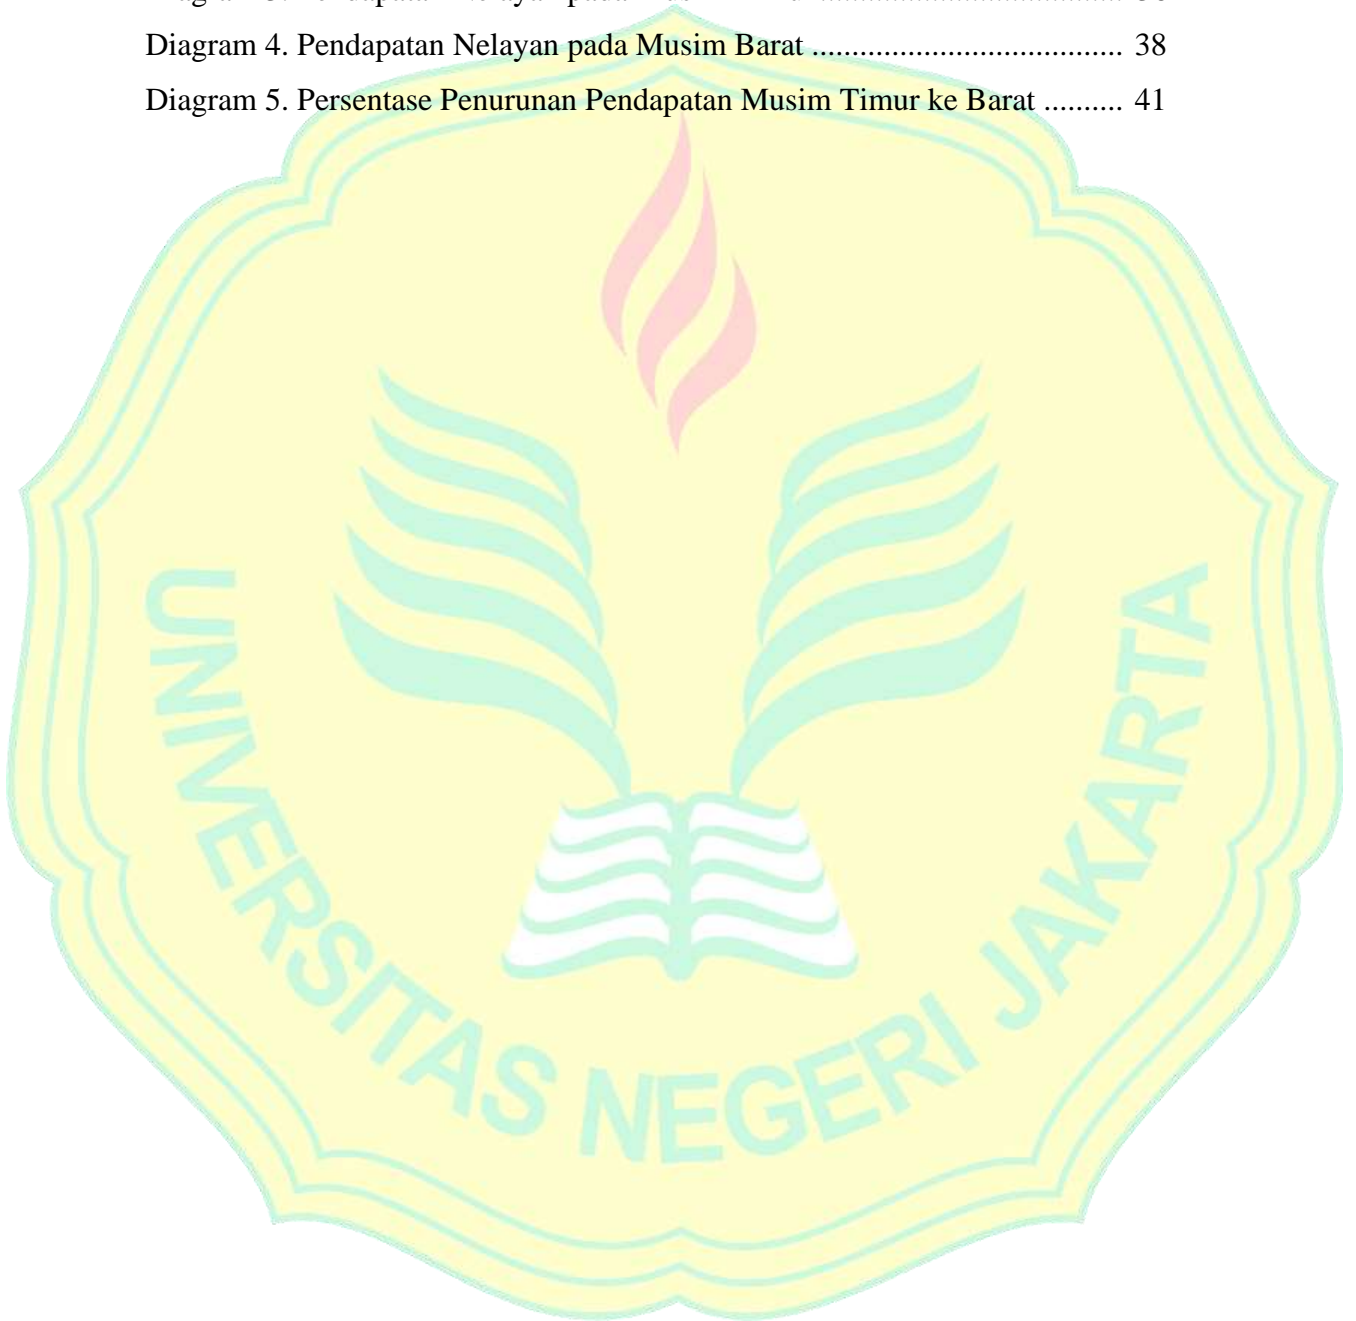 Diagram 4. Pendapatan Nelayan pada Musim Barat ...................................... 38
Diagram 5. Persentase Penurunan Pendapatan Musim Timur ke Barat .......... 41
UNIVERSITAS NEGERI JAKARTA